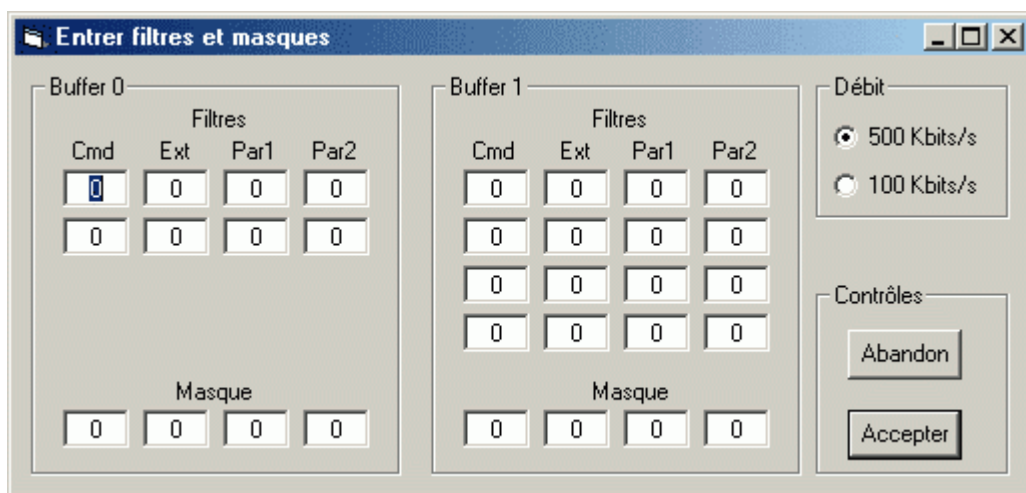 Entrer filtres et masques
Buffer 0
Filtres
Cmd Ext Par1 Par2
0 0 0 0
0 0 0 0
Masque
0 0 0 0
Buffer 1
Filtres
Cmd Ext Par1 Par2
0 0 0 0
0 0 0 0
0 0 0 0
0 0 0 0
Masque
0 0 0 0
Débit
500 Kbits/s
100 Kbits/s
Contrôles
Abandon
Accepter